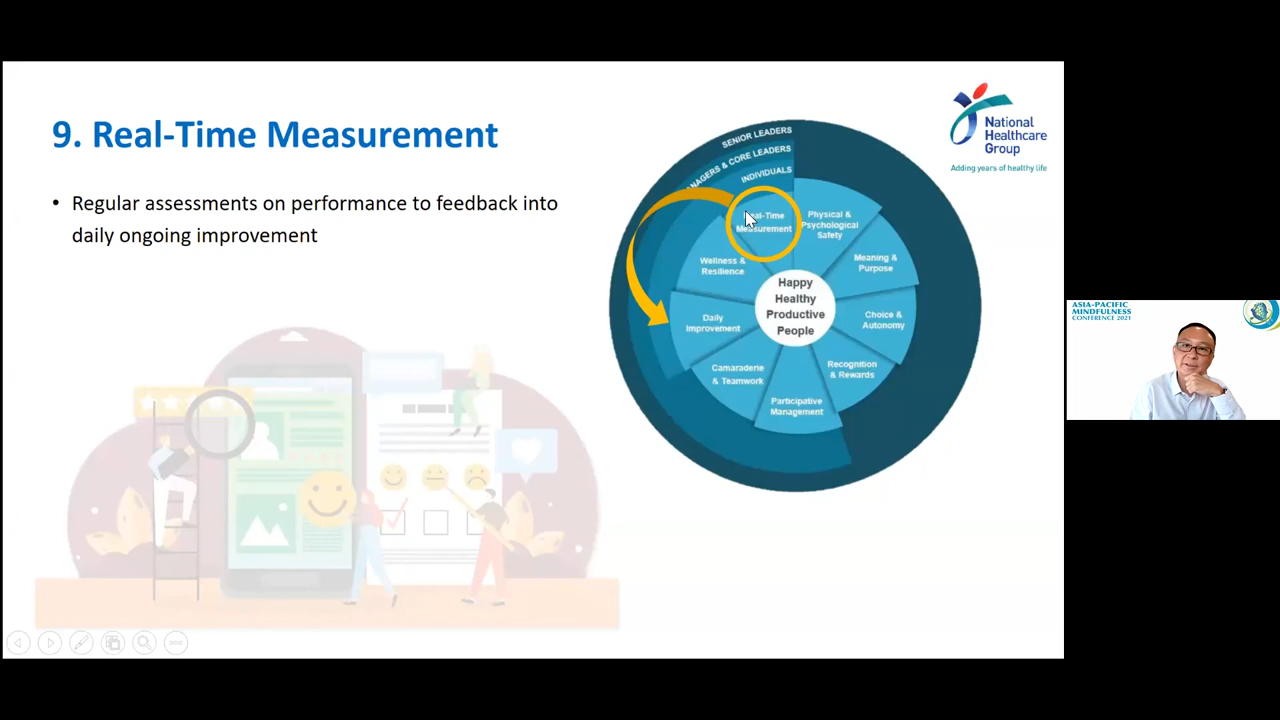 9. Real-Time Measurement
• Regular assessments on performance to feedback into
daily ongoing improvement
SENIOR LEADERS
MANAGERS & CORE LEADERS
INDIVIDUALS
Real-Time
Measurement
Physical &
Psychological
Safety
Meaning &
Purpose
Choice &
Autonomy
Recognition
& Rewards
Participative
Management
Camaraderie
& Teamwork
Daily
Improvement
Wellness &
Resilience
Happy
Healthy
Productive
People
National
Healthcare
Group
Adding years of healthy life
ASIA-PACIFIC
MINDFULNESS
CONFERENCE 2021